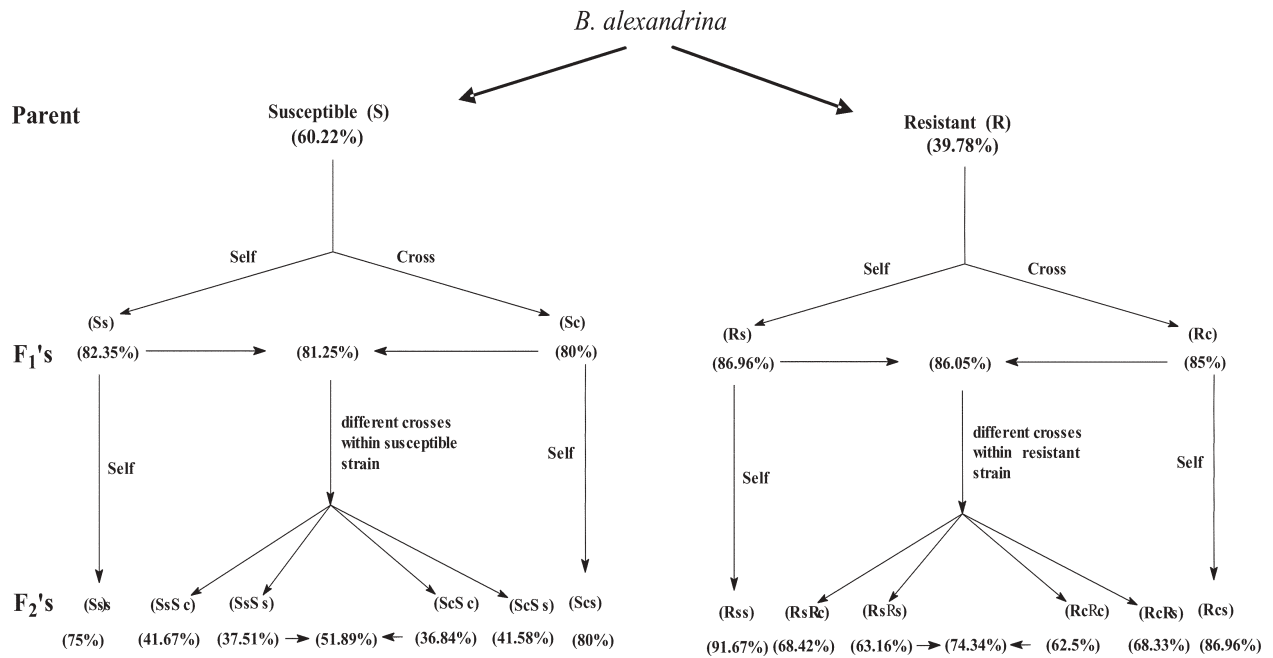 B. alexandrina
Parent
Susceptible (S)
(60.22%)
Resistant (R)
(39.78%)
Self
Cross
Self
Cross
(Ss)
(Sc)
(Rs)
(Rc)
F1's
(82.35%)
(81.25%)
(80%)
(86.96%)
(86.05%)
(85%)
different crosses
within susceptible
strain
different crosses
within resistant
strain
Self
Self
Self
Self
F2's
(Sss)
(SsS c)
(SsS s)
(ScS c)
(ScS s)
(Scs)
(Rss)
(RsRc)
(RsRs)
(RcRc)
(RcRs)
(Rcs)
(75%)
(41.67%)
(37.51%)
(51.89%)
(36.84%)
(41.58%)
(80%)
(91.67%)
(68.42%)
(63.16%)
(74.34%)
(62.5%)
(68.33%)
(86.96%)